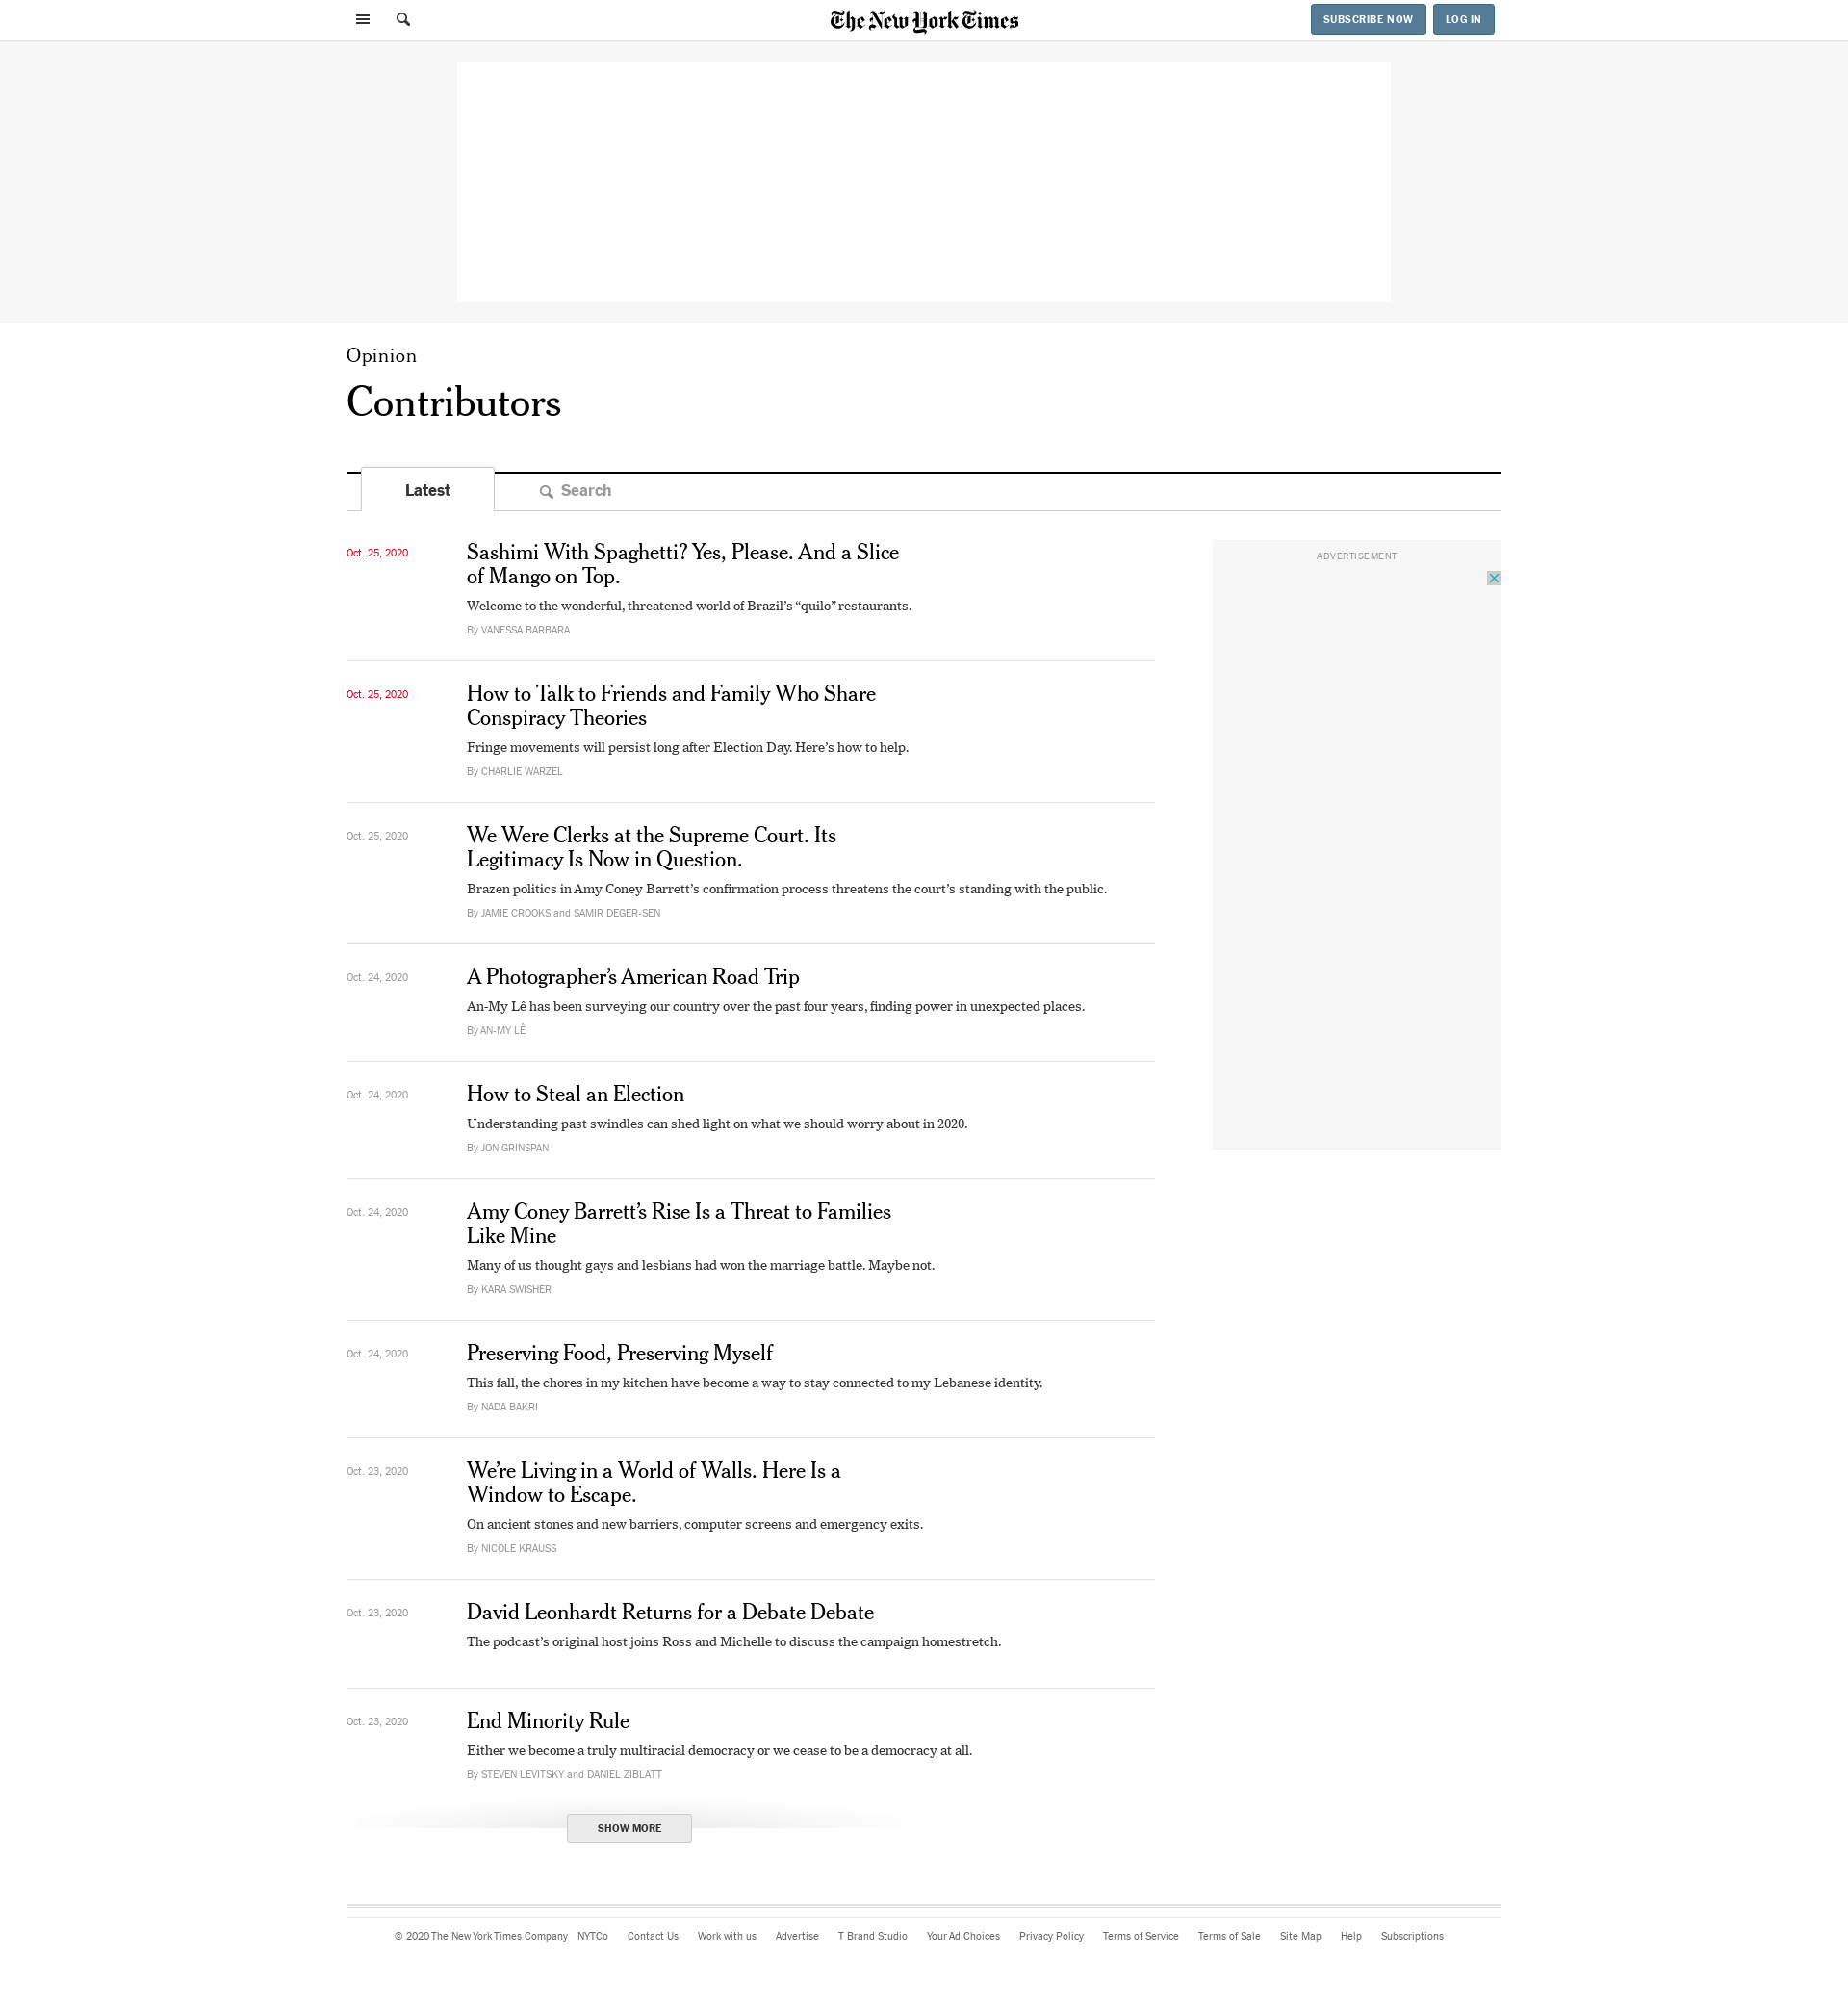 The New York Times
SUBSCRIBE NOW
LOG IN
Opinion
Contributors
Latest
Search
Oct. 25, 2020
Sashimi With Spaghetti? Yes, Please. And a Slice
of Mango on Top.
Welcome to the wonderful, threatened world of Brazil’s “quilo” restaurants.
By VANESSA BARBARA
ADVERTISEMENT
Oct. 25, 2020
How to Talk to Friends and Family Who Share
Conspiracy Theories
Fringe movements will persist long after Election Day. Here’s how to help.
By CHARLIE WARZEL
Oct. 25, 2020
We Were Clerks at the Supreme Court. Its
Legitimacy Is Now in Question.
Brazen politics in Amy Coney Barrett’s confirmation process threatens the court’s standing with the public.
By JAMIE CROOKS and SAMIR DEGER-SEN
Oct. 24, 2020
A Photographer’s American Road Trip
An-My Lê has been surveying our country over the past four years, finding power in unexpected places.
By AN-MY LÊ
Oct. 24, 2020
How to Steal an Election
Understanding past swindles can shed light on what we should worry about in 2020.
By JON GRINSPAN
Oct. 24, 2020
Amy Coney Barrett’s Rise Is a Threat to Families
Like Mine
Many of us thought gays and lesbians had won the marriage battle. Maybe not.
By KARA SWISHER
Oct. 24, 2020
Preserving Food, Preserving Myself
This fall, the chores in my kitchen have become a way to stay connected to my Lebanese identity.
By NADA BAKRI
Oct. 23, 2020
We’re Living in a World of Walls. Here Is a
Window to Escape.
On ancient stones and new barriers, computer screens and emergency exits.
By NICOLE KRAUSS
Oct. 23, 2020
David Leonhardt Returns for a Debate Debate
The podcast’s original host joins Ross and Michelle to discuss the campaign homestretch.
Oct. 23, 2020
End Minority Rule
Either we become a truly multiracial democracy or we cease to be a democracy at all.
By STEVEN LEVITSKY and DANIEL ZIBLATT
SHOW MORE
© 2020 The New York Times Company NYTCo Contact Us Work with us Advertise T Brand Studio Your Ad Choices Privacy Policy Terms of Service Terms of Sale Site Map Help Subscriptions